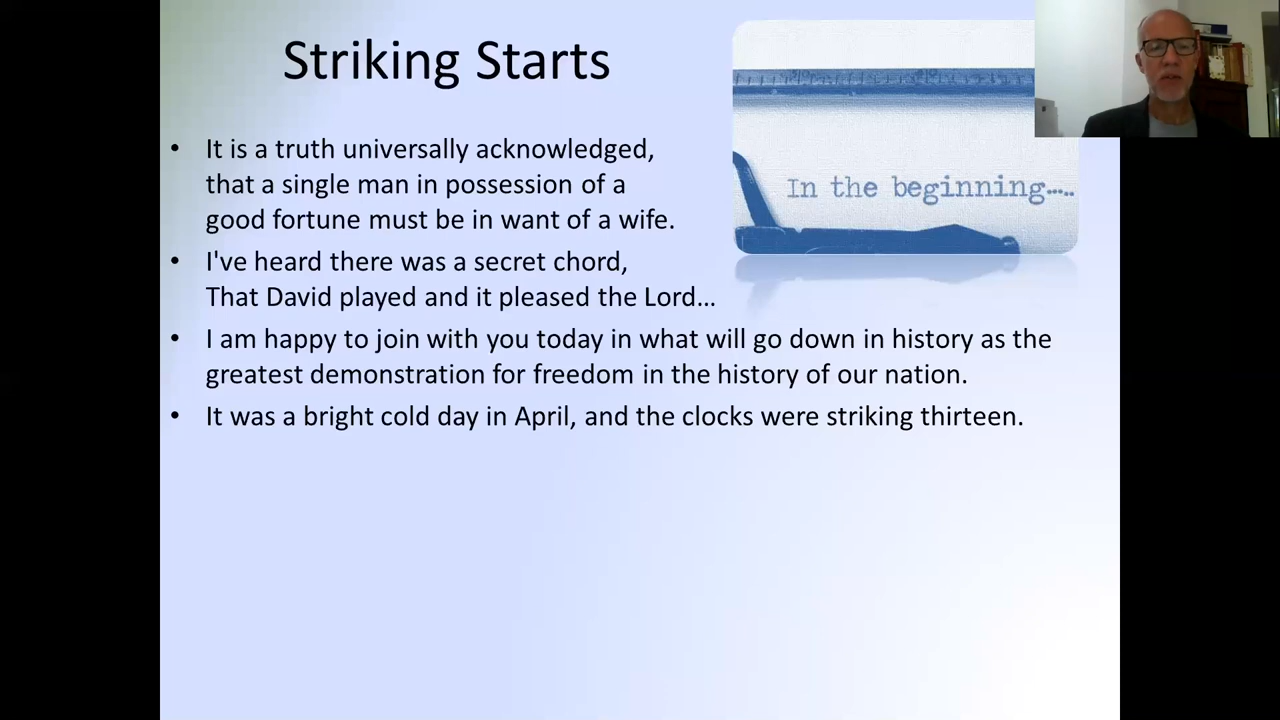 Striking Starts
In the beginning.....
• It is a truth universally acknowledged,
that a single man in possession of a
good fortune must be in want of a wife.
• I've heard there was a secret chord,
That David played and it pleased the Lord...
• I am happy to join with you today in what will go down in history as the
greatest demonstration for freedom in the history of our nation.
• It was a bright cold day in April, and the clocks were striking thirteen.